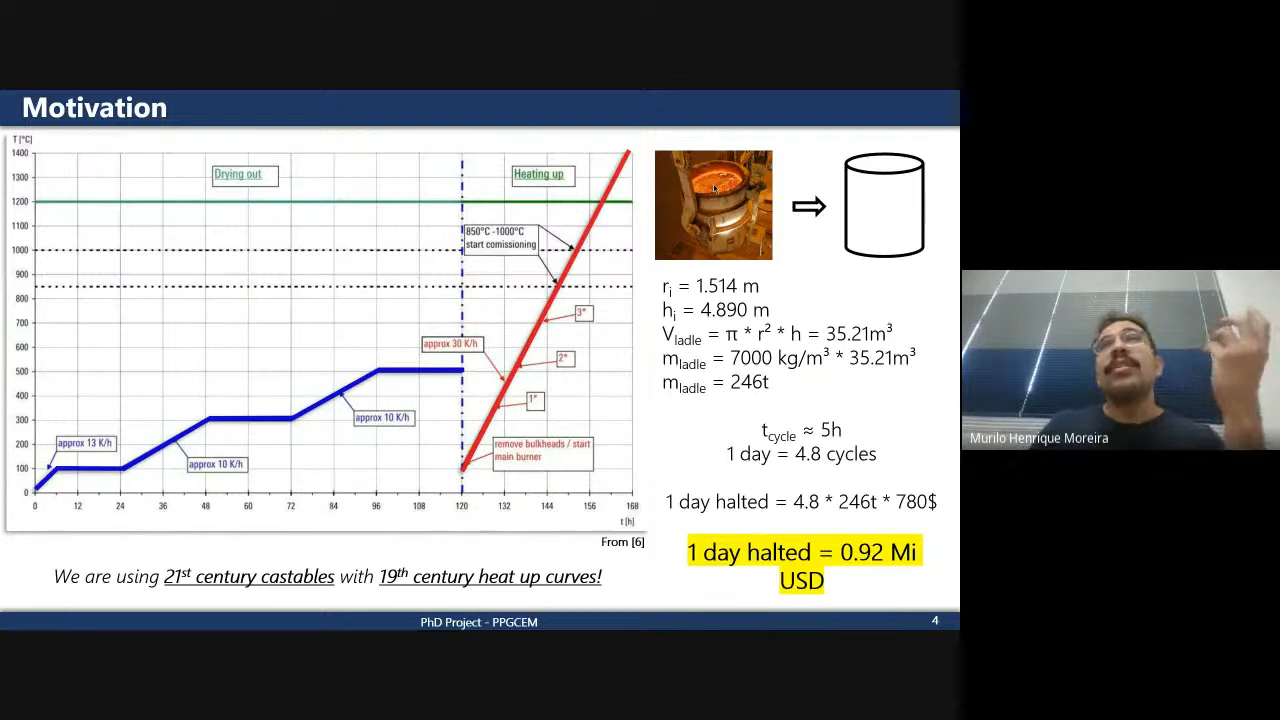 Motivation
T [°C]
1400
1300
1200
1100
1000
900
800
700
600
500
400
300
200
100
0
Drying out
Heating up
850°C -1000°C
start comissioning
3*
approx 30 K/h
2*
1*
approx 10 K/h
approx 13 K/h
approx 10 K/h
remove bulkheads / start
main burner
0 12 24 36 48 60 72 84 96 108 120 132 144 156 168
t [h]
From [6]
We are using 21st century castables with 19th century heat up curves!
ri = 1.514 m
hi = 4.890 m
Vladle = π * r² * h = 35.21m³
mladle = 7000 kg/m³ * 35.21m³
mladle = 246t
tcycle ≈ 5h
1 day = 4.8 cycles
1 day halted = 4.8 * 246t * 780$
1 day halted = 0.92 Mi
USD
PhD Project - PPGCEM
4
Murilo Henrique Moreira